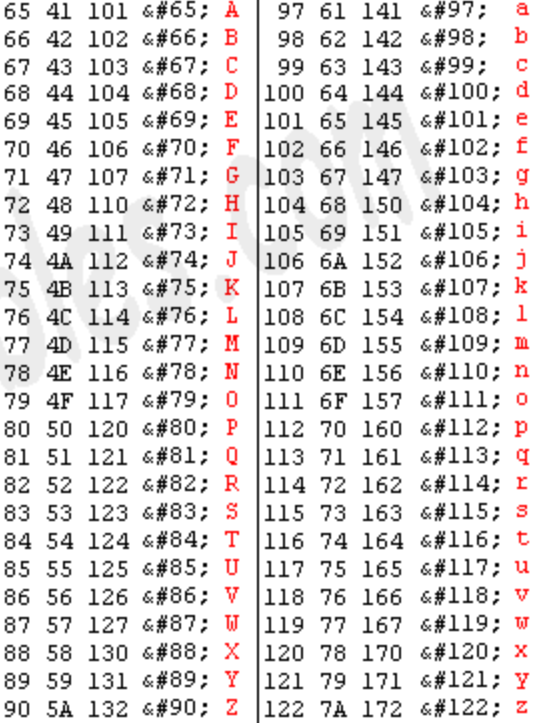 65 41 101 &#65; A 97 61 141 &#97; a
66 42 102 &#66; B 98 62 142 &#98; b
67 43 103 &#67; C 99 63 143 &#99; c
68 44 104 &#68; D 100 64 144 &#100; d
69 45 105 &#69; E 101 65 145 &#101; e
70 46 106 &#70; F 102 66 146 &#102; f
71 47 107 &#71; G 103 67 147 &#103; g
72 48 110 &#72; H 104 68 150 &#104; h
73 49 111 &#73; I 105 69 151 &#105; i
74 4A 112 &#74; J 106 6A 152 &#106; j
75 4B 113 &#75; K 107 6B 153 &#107; k
76 4C 114 &#76; L 108 6C 154 &#108; l
77 4D 115 &#77; M 109 6D 155 &#109; m
78 4E 116 &#78; N 110 6E 156 &#110; n
79 4F 117 &#79; O 111 6F 157 &#111; o
80 50 120 &#80; P 112 70 160 &#112; p
81 51 121 &#81; Q 113 71 161 &#113; q
82 52 122 &#82; R 114 72 162 &#114; r
83 53 123 &#83; S 115 73 163 &#115; s
84 54 124 &#84; T 116 74 164 &#116; t
85 55 125 &#85; U 117 75 165 &#117; u
86 56 126 &#86; V 118 76 166 &#118; v
87 57 127 &#87; W 119 77 167 &#119; w
88 58 130 &#88; X 120 78 170 &#120; x
89 59 131 &#89; Y 121 79 171 &#121; y
90 5A 132 &#90; Z 122 7A 172 &#122; z